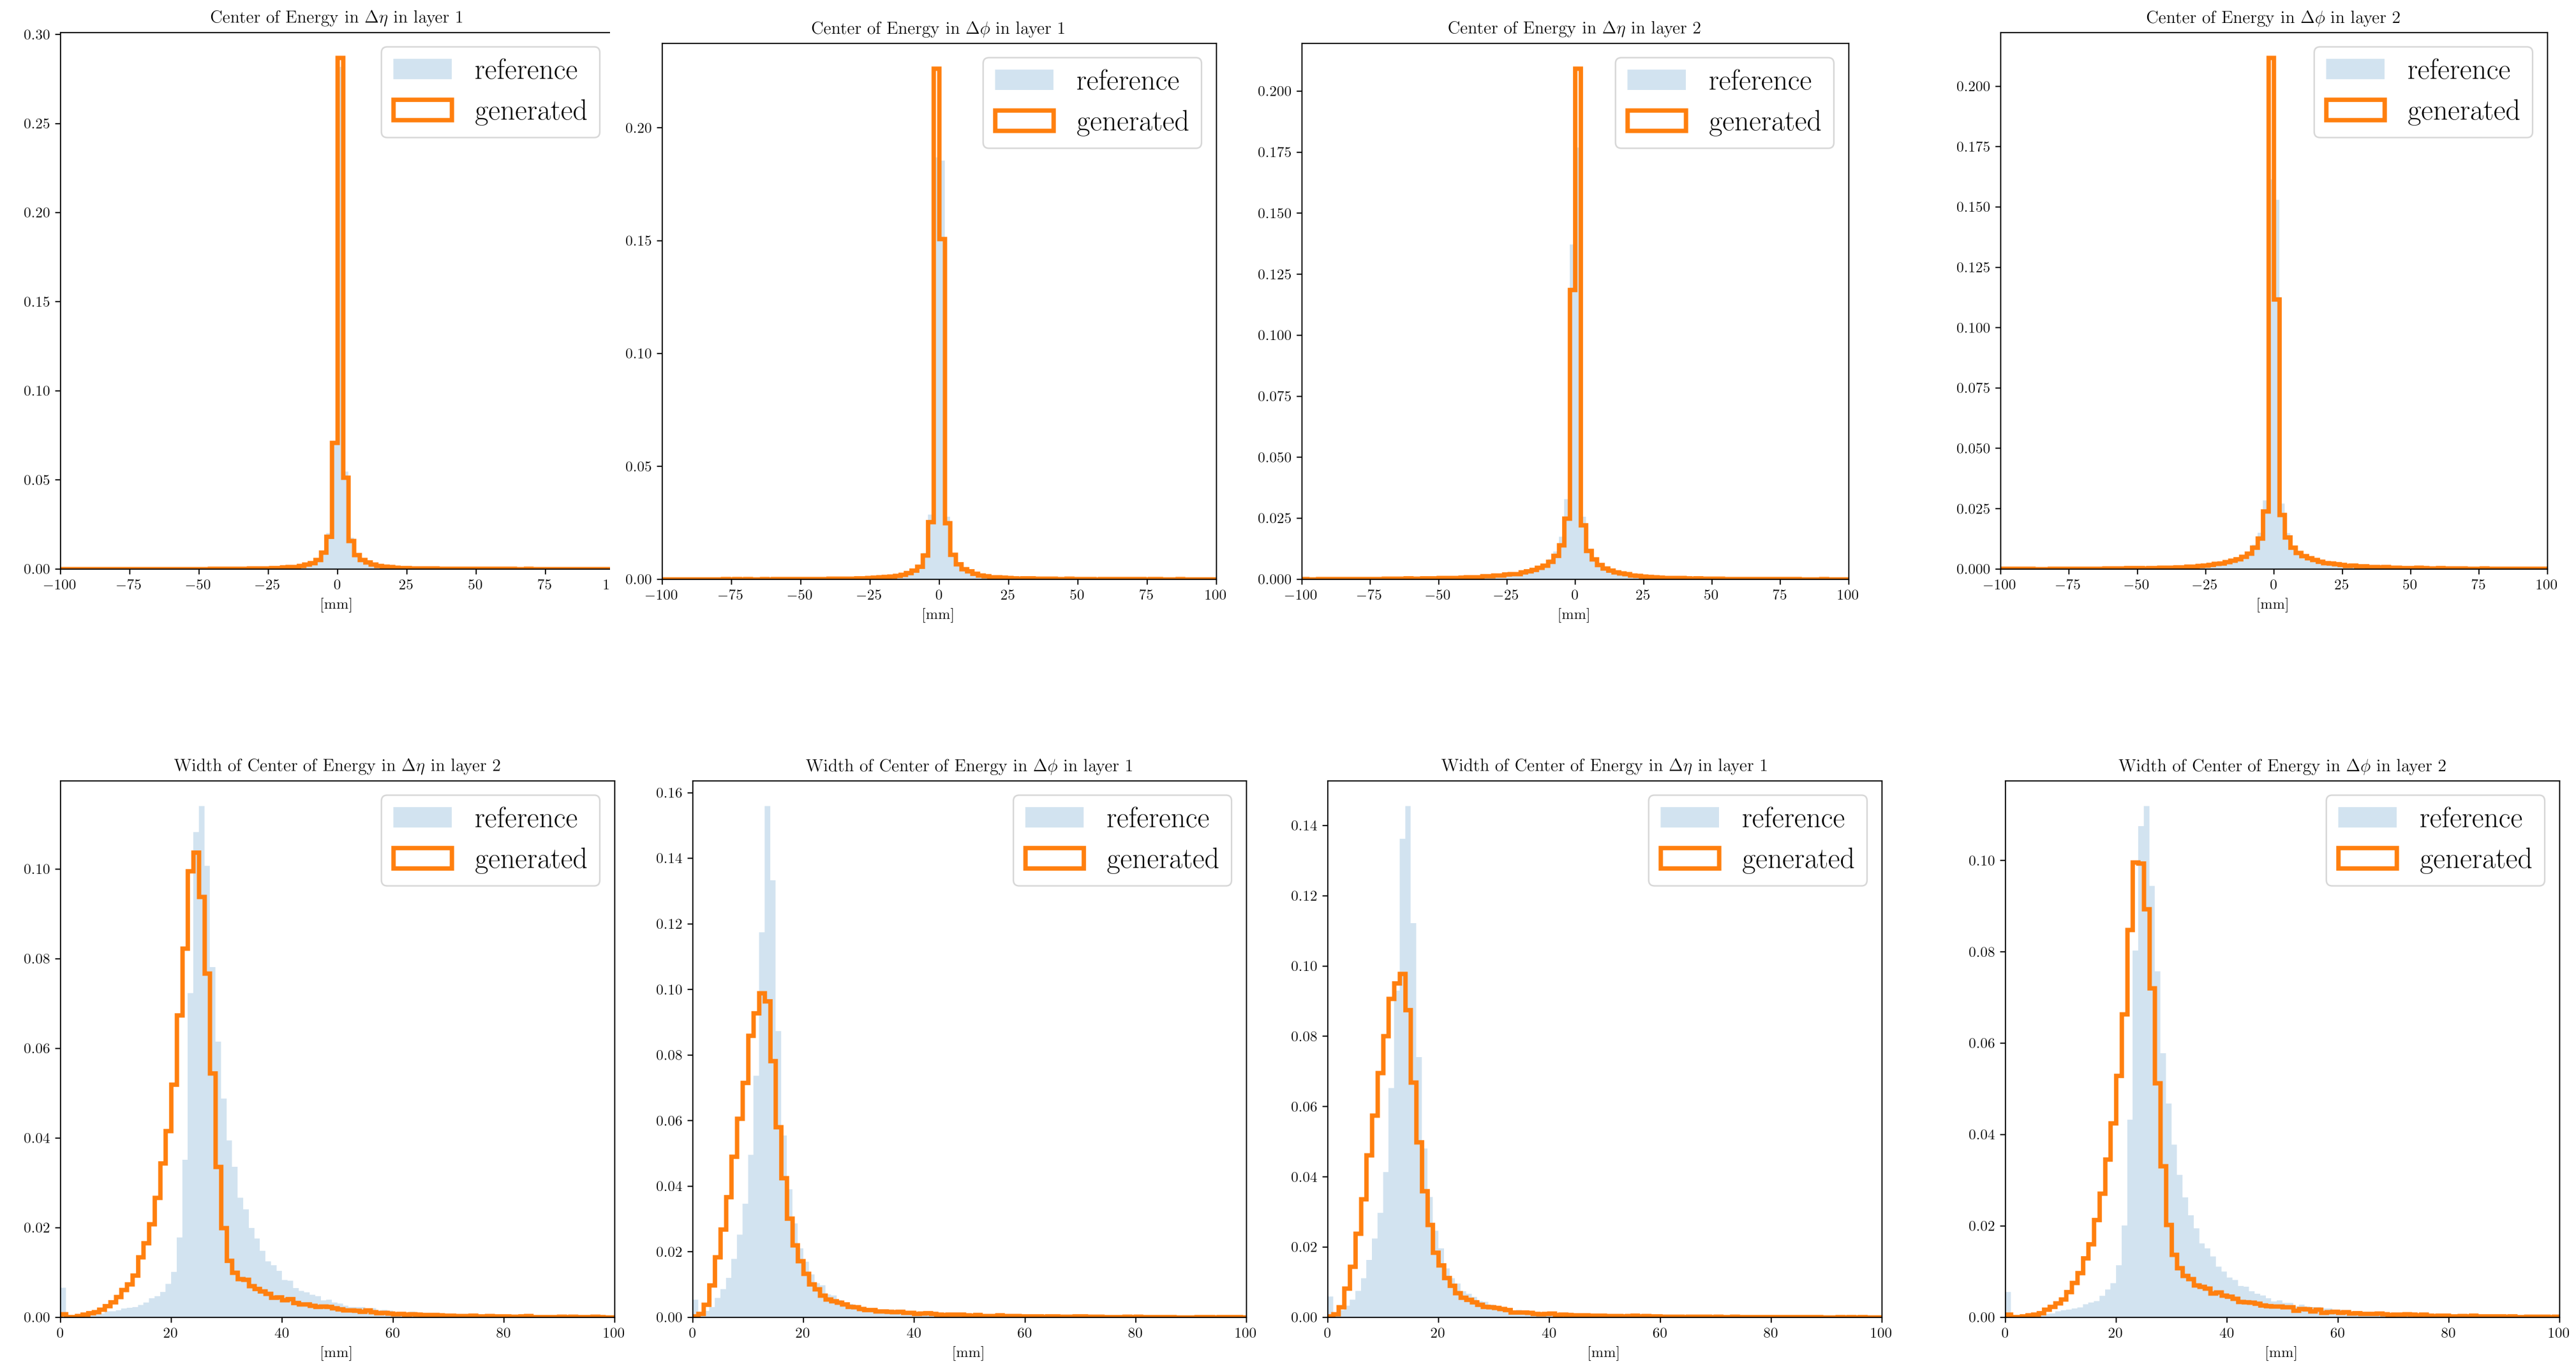 Center of Energy in Δη in layer 1
0.30
0.25
0.20
0.15
0.10
0.05
0.00
−100 −75 −50 −25 0 25 50 75 1
[mm]
reference
generated
Center of Energy in Δϕ in layer 1
0.20
0.15
0.10
0.05
0.00
−100 −75 −50 −25 0 25 50 75 100
[mm]
reference
generated
Center of Energy in Δη in layer 2
0.200
0.175
0.150
0.125
0.100
0.075
0.050
0.025
0.000
−100 −75 −50 −25 0 25 50 75 100
[mm]
reference
generated
Center of Energy in Δϕ in layer 2
0.200
0.175
0.150
0.125
0.100
0.075
0.050
0.025
0.000
−100 −75 −50 −25 0 25 50 75 100
[mm]
reference
generated
Width of Center of Energy in Δη in layer 2
0.10
0.08
0.06
0.04
0.02
0.00
0 20 40 60 80 100
[mm]
reference
generated
Width of Center of Energy in Δϕ in layer 1
0.16
0.14
0.12
0.10
0.08
0.06
0.04
0.02
0.00
0 20 40 60 80 100
[mm]
reference
generated
Width of Center of Energy in Δη in layer 1
0.14
0.12
0.10
0.08
0.06
0.04
0.02
0.00
0 20 40 60 80 100
[mm]
reference
generated
Width of Center of Energy in Δϕ in layer 2
0.10
0.08
0.06
0.04
0.02
0.00
0 20 40 60 80 100
[mm]
reference
generated